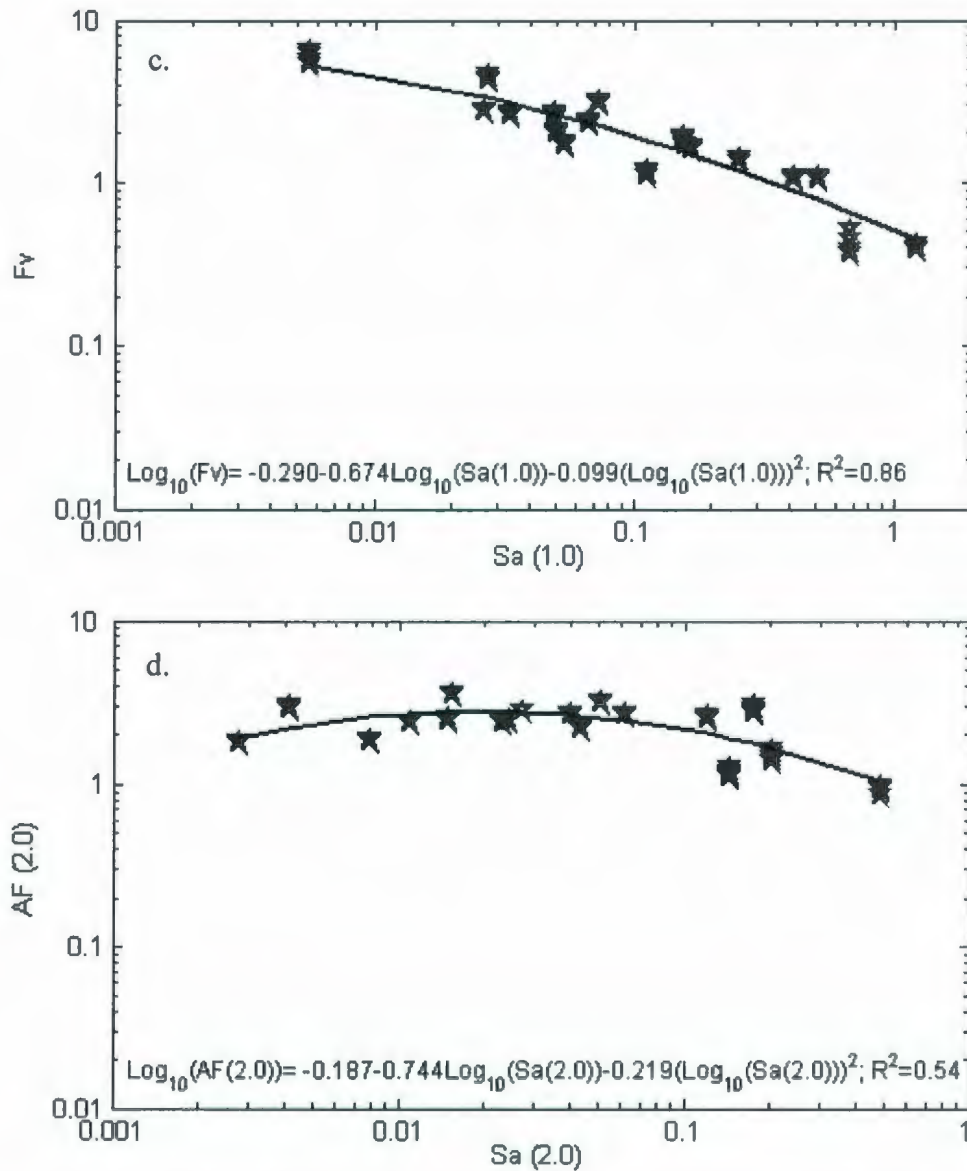 10
c.
1
Fv
0.1
Log10(Fv)= -0.290-0.674Log10(Sa(1.0))-0.099(Log10(Sa(1.0)))²; R²=0.86
0.01
0.001 0.01 0.1 1
Sa (1.0)
10
d.
1
AF (2.0)
0.1
Log10(AF(2.0))= -0.187-0.744Log10(Sa(2.0))-0.219(Log10(Sa(2.0)))²; R²=0.54
0.01
0.001 0.01 0.1 1
Sa (2.0)